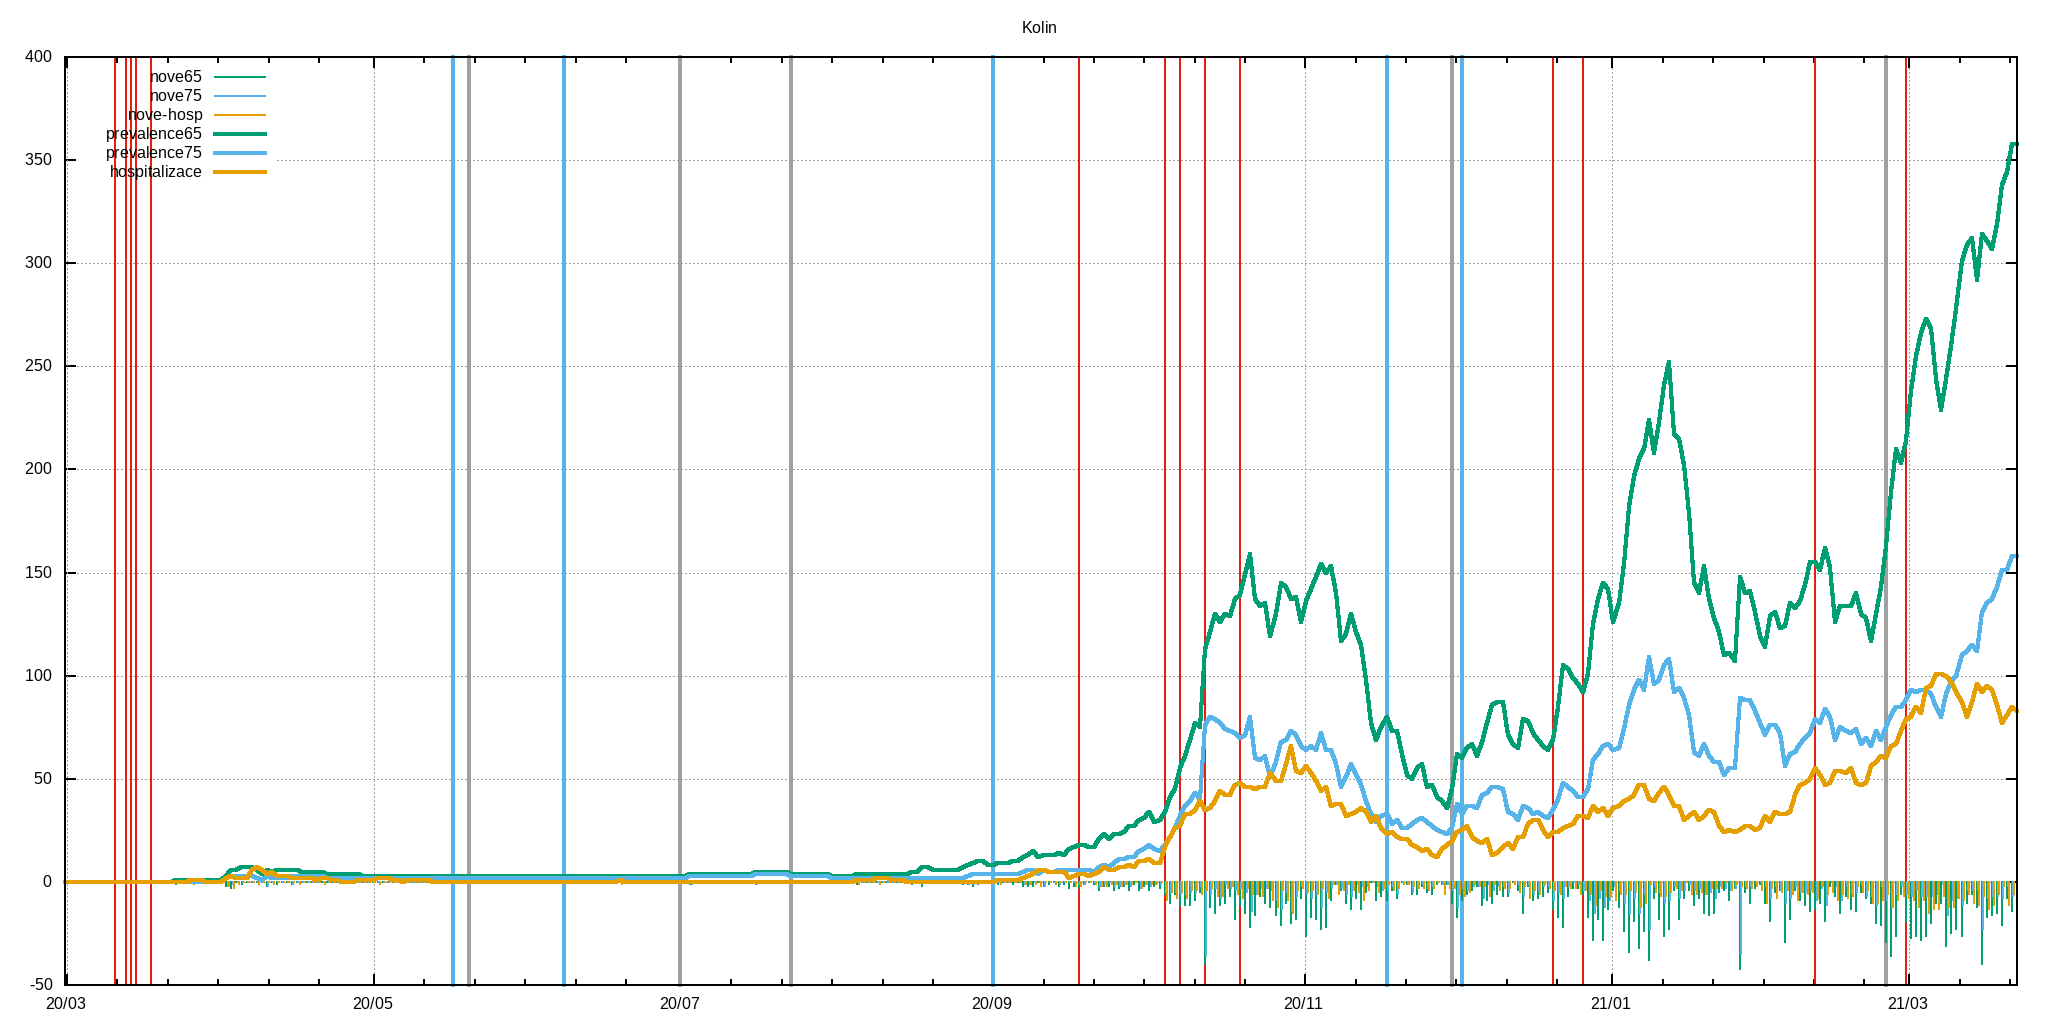 Kolin
400
350
300
250
200
150
100
50
0
-50
nove65
nove75
nove-hosp
prevalence65
prevalence75
hospitalizace
20/03 20/05 20/07 20/09 20/11 21/01 21/03